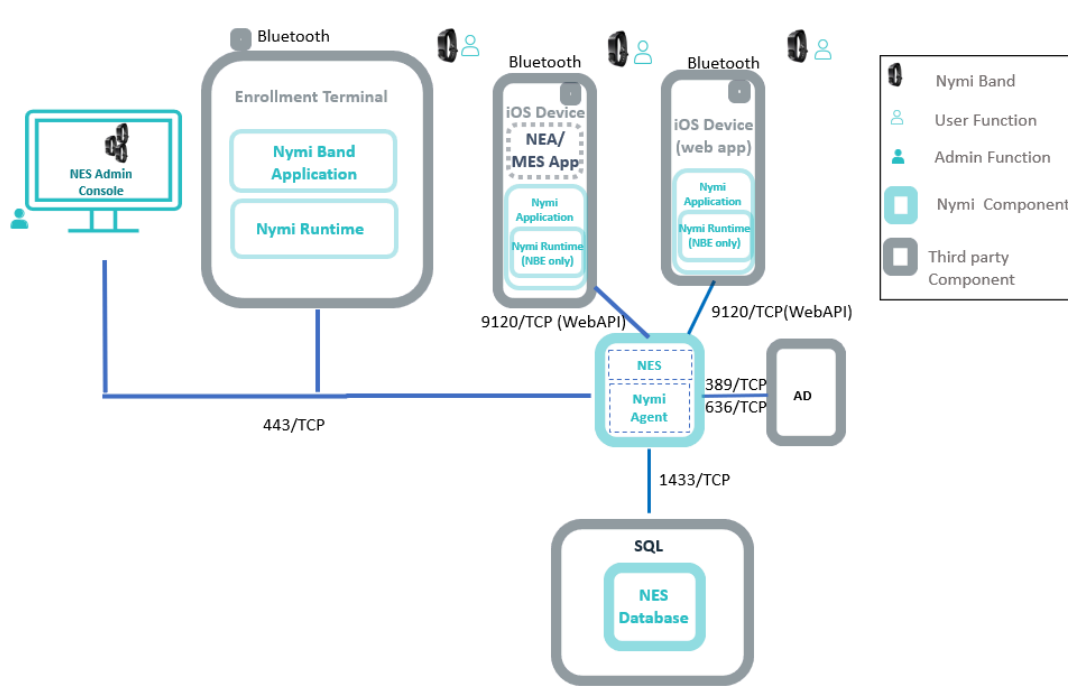 Bluetooth
Enrollment Terminal
Nymi Band
Application
Nymi Runtime
NES Admin
Console
Bluetooth
iOS Device
NEA/
MES App
Nymi
Application
Nymi Runtime
(NBE only)
Bluetooth
iOS Device
(web app)
Nymi
Application
Nymi Runtime
(NBE only)
Nymi Band
User Function
Admin Function
Nymi Component
Third party
Component
9120/TCP (WebAPI)
9120/TCP(WebAPI)
NES
Nymi
Agent
389/TCP
636/TCP
AD
443/TCP
1433/TCP
SQL
NES
Database